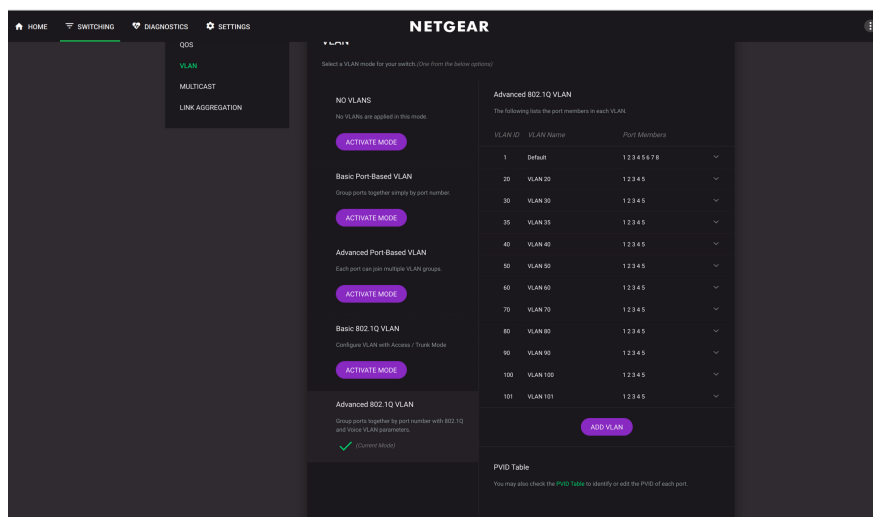 HOME SWITCHING DIAGNOSTICS SETTINGS NETGEAR
QOS
VLAN
MULTICAST
LINK AGGREGATION
VLAN
Select a VLAN mode for your switch.(One from the below options)
NO VLANS
No VLANs are applied in this mode.
ACTIVATE MODE
Basic Port-Based VLAN
Group ports together simply by port number.
ACTIVATE MODE
Advanced Port-Based VLAN
Each port can join multiple VLAN groups.
ACTIVATE MODE
Basic 802.1Q VLAN
Configure VLAN with Access / Trunk Mode
ACTIVATE MODE
Advanced 802.1Q VLAN
Group ports together by port number with 802.1Q
and Voice VLAN parameters.
(Current Mode)
Advanced 802.1Q VLAN
The following lists the port members in each VLAN.
VLAN ID VLAN Name Port Members
1 Default 1 2 3 4 5 6 7 8
20 VLAN 20 1 2 3 4 5
30 VLAN 30 1 2 3 4 5
35 VLAN 35 1 2 3 4 5
40 VLAN 40 1 2 3 4 5
50 VLAN 50 1 2 3 4 5
60 VLAN 60 1 2 3 4 5
70 VLAN 70 1 2 3 4 5
80 VLAN 80 1 2 3 4 5
90 VLAN 90 1 2 3 4 5
100 VLAN 100 1 2 3 4 5
101 VLAN 101 1 2 3 4 5
ADD VLAN
PVID Table
You may also check the PVID Table to identify or edit the PVID of each port.